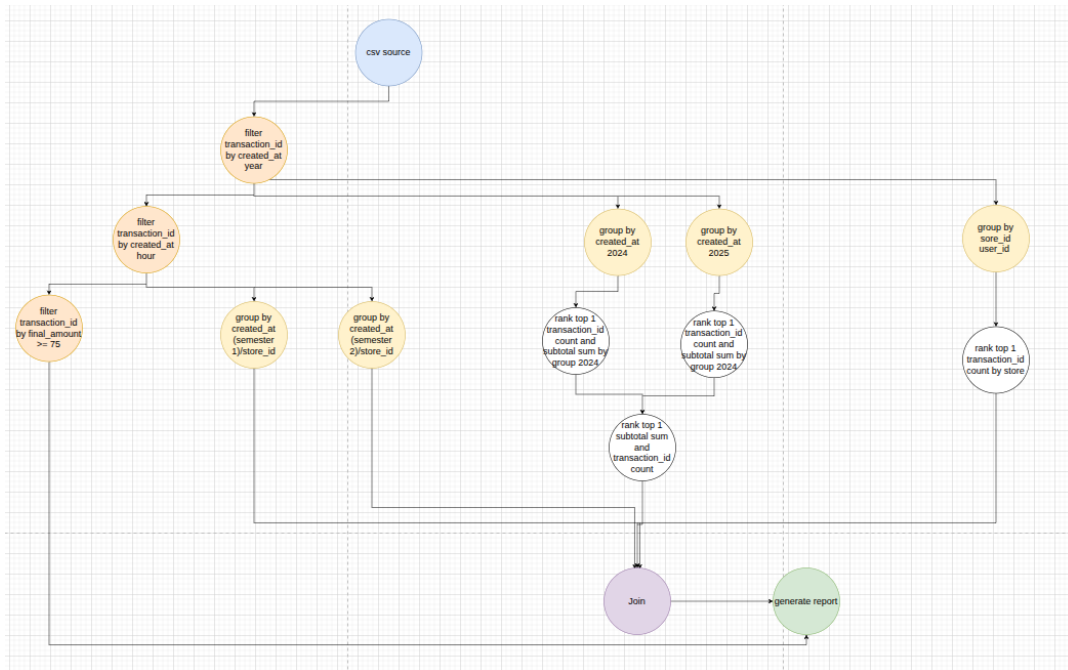 csv source
filter
transaction_id
by created_at
year
filter
transaction_id
by created_at
hour
group by
created_at
2024
group by
created_at
2025
group by
sore_id
user_id
filter
transaction_id
by final_amount
>= 75
group by
created_at
(semester
1)/store_id
group by
created_at
(semester
2)/store_id
rank top 1
transaction_id
count and
subtotal sum by
group 2024
rank top 1
transaction_id
count and
subtotal sum by
group 2024
rank top 1
transaction_id
count by store
rank top 1
subtotal sum
and
transaction_id
count
Join
generate report